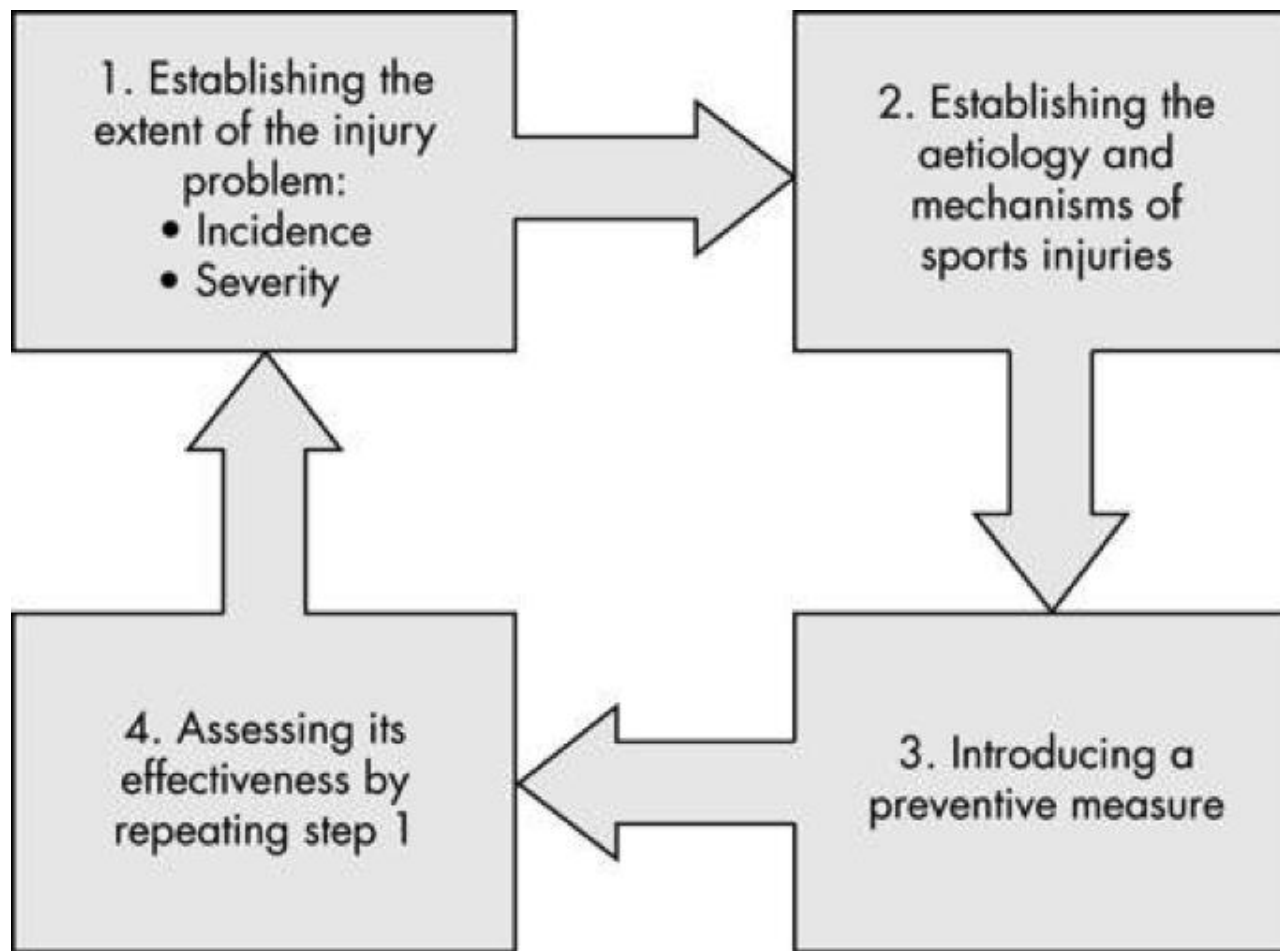 1. Establishing the
extent of the injury
problem:
• Incidence
• Severity
2. Establishing the
aetiology and
mechanisms of
sports injuries
3. Introducing a
preventive measure
4. Assessing its
effectiveness by
repeating step 1